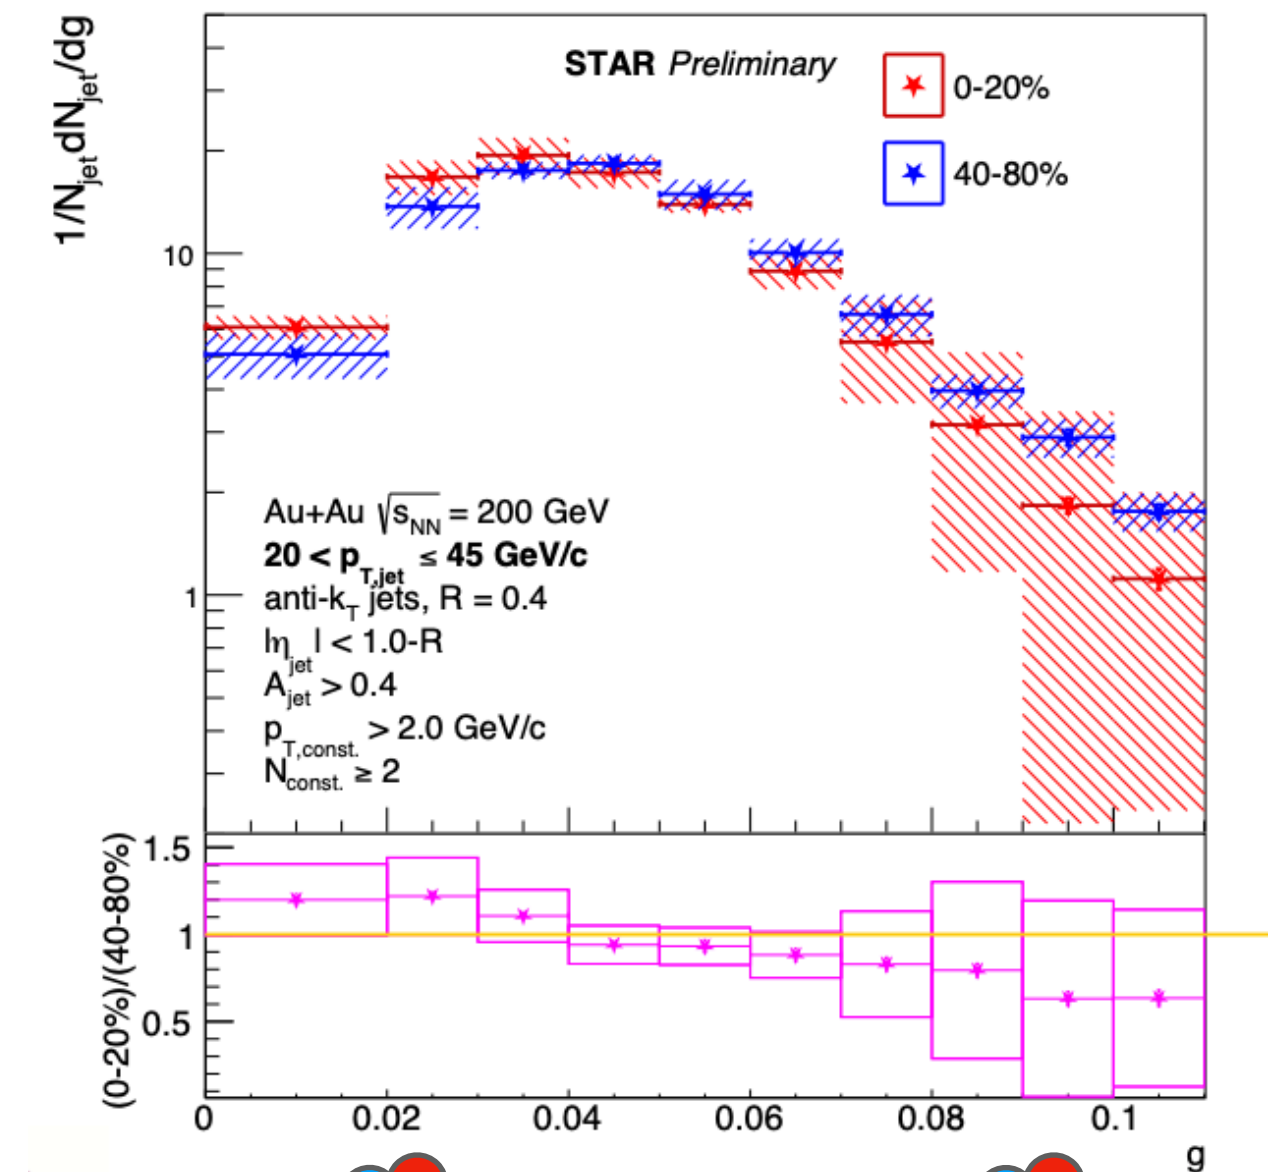 1/N_jet dN_jet/dg
STAR Preliminary
0-20%
40-80%
10
1
Au+Au √s_NN = 200 GeV
20 < p_T,jet ≤ 45 GeV/c
anti-k_T jets, R = 0.4
|η_jet| < 1.0-R
A_jet > 0.4
p_T,const. > 2.0 GeV/c
N_const. ≥ 2
(0-20%)/(40-80%)
1.5
1
0.5
0 0.02 0.04 0.06 0.08 0.1
g